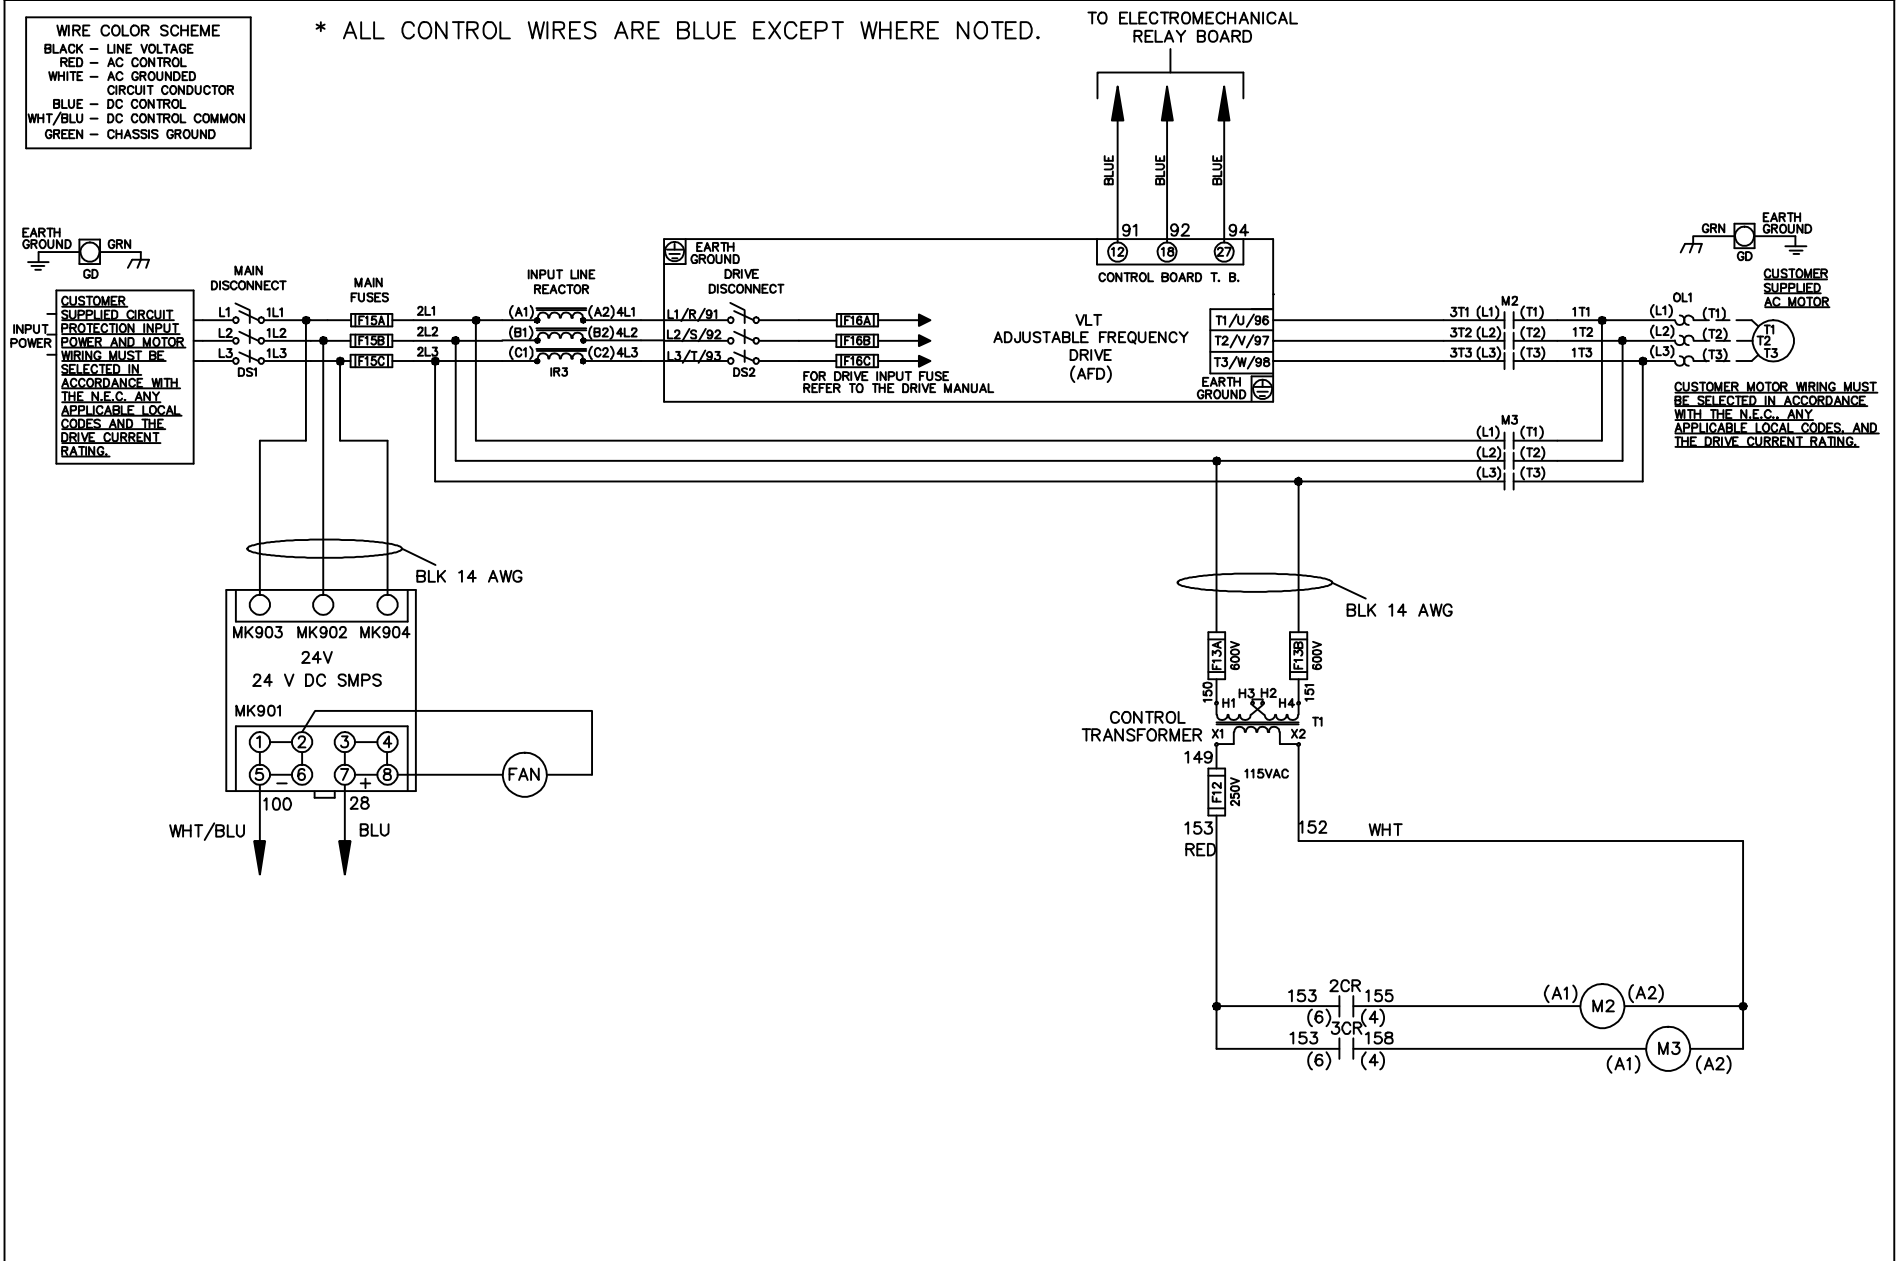 WIRE COLOR SCHEME
BLACK – LINE VOLTAGE
RED – AC CONTROL
WHITE – AC GROUNDED
CIRCUIT CONDUCTOR
BLUE – DC CONTROL
WHT/BLU – DC CONTROL COMMON
GREEN – CHASSIS GROUND
* ALL CONTROL WIRES ARE BLUE EXCEPT WHERE NOTED.
TO ELECTROMECHANICAL
RELAY BOARD
BLUE
BLUE
BLUE
91 92 94
12 18 27
CONTROL BOARD T. B.
EARTH
GROUND
GRN
GD
INPUT
POWER
CUSTOMER
SUPPLIED CIRCUIT
PROTECTION INPUT
POWER AND MOTOR
WIRING MUST BE
SELECTED IN
ACCORDANCE WITH
THE N.E.C. ANY
APPLICABLE LOCAL
CODES AND THE
DRIVE CURRENT
RATING.
MAIN
DISCONNECT
L1 1L1
L2 1L2
L3 1L3
DS1
MAIN
FUSES
F15A
F15B
F15C
2L1
2L2
2L3
INPUT LINE
REACTOR
(A1) (A2) 4L1
(B1) (B2) 4L2
(C1) (C2) 4L3
IR3
EARTH
GROUND
DRIVE
DISCONNECT
L1/R/91
L2/S/92
L3/T/93
DS2
F16A
F16B
F16C
FOR DRIVE INPUT FUSE
REFER TO THE DRIVE MANUAL
VLT
ADJUSTABLE FREQUENCY
DRIVE
(AFD)
T1/U/96
T2/V/97
T3/W/98
EARTH
GROUND
M2
3T1 (L1) (T1) 1T1
3T2 (L2) (T2) 1T2
3T3 (L3) (T3) 1T3
M3
(L1) (T1)
(L2) (T2)
(L3) (T3)
OL1
(L1) (T1)
(L2) (T2)
(L3) (T3)
T1
T2
T3
GRN
GD
EARTH
GROUND
CUSTOMER
SUPPLIED
AC MOTOR
CUSTOMER MOTOR WIRING MUST
BE SELECTED IN ACCORDANCE
WITH THE N.E.C., ANY
APPLICABLE LOCAL CODES, AND
THE DRIVE CURRENT RATING.
BLK 14 AWG
MK903 MK902 MK904
24V
24 V DC SMPS
MK901
1 2 3 4
5 – 6 7 + 8
FAN
100 28
WHT/BLU BLU
BLK 14 AWG
F13A 600V
F13B 600V
150 151
H1 H3 H2 H4
T1
CONTROL
TRANSFORMER
X1 X2
149
115VAC
F12 250V
153
RED
152 WHT
2CR
153 155
(6) (4)
(A1) M2 (A2)
3CR
153 158
(6) (4)
(A1) M3 (A2)